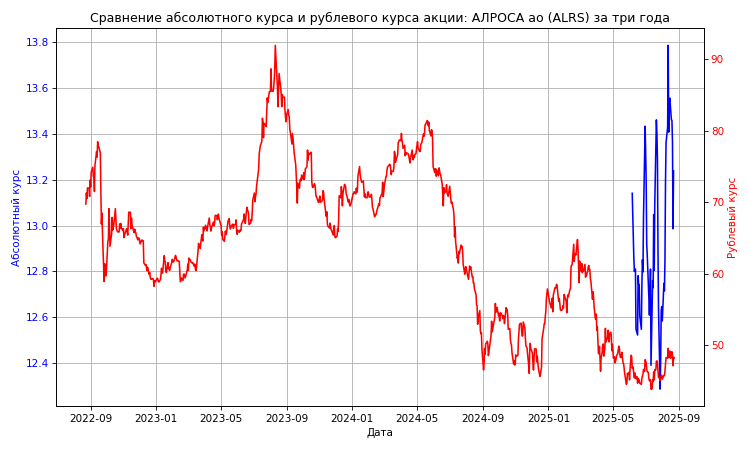 Сравнение абсолютного курса и рублевого курса акции: АЛРОСА ао (ALRS) за три года
13.8
13.6
13.4
13.2
13.0
12.8
12.6
12.4
Абсолютный курс
90
80
70
60
50
Рублевый курс
2022-09 2023-01 2023-05 2023-09 2024-01 2024-05 2024-09 2025-01 2025-05 2025-09
Дата